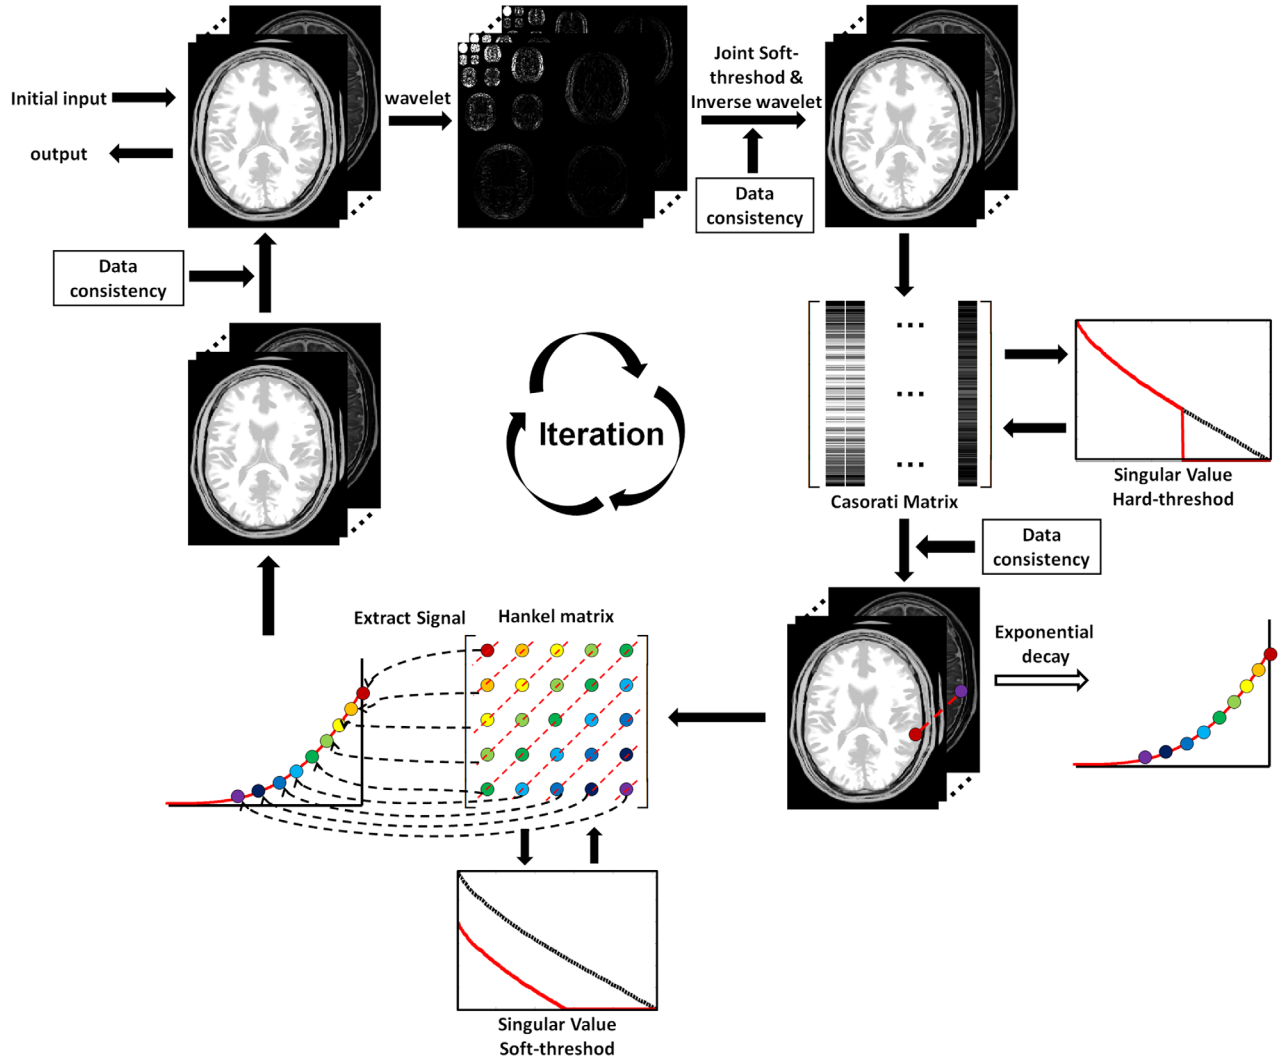 Initial input
output
wavelet
Joint Soft-
threshod &
Inverse wavelet
Data
consistency
Data
consistency
Iteration
...
...
...
Casorati Matrix
Singular Value
Hard-threshod
Data
consistency
Exponential
decay
Extract Signal
Hankel matrix
Singular Value
Soft-threshod